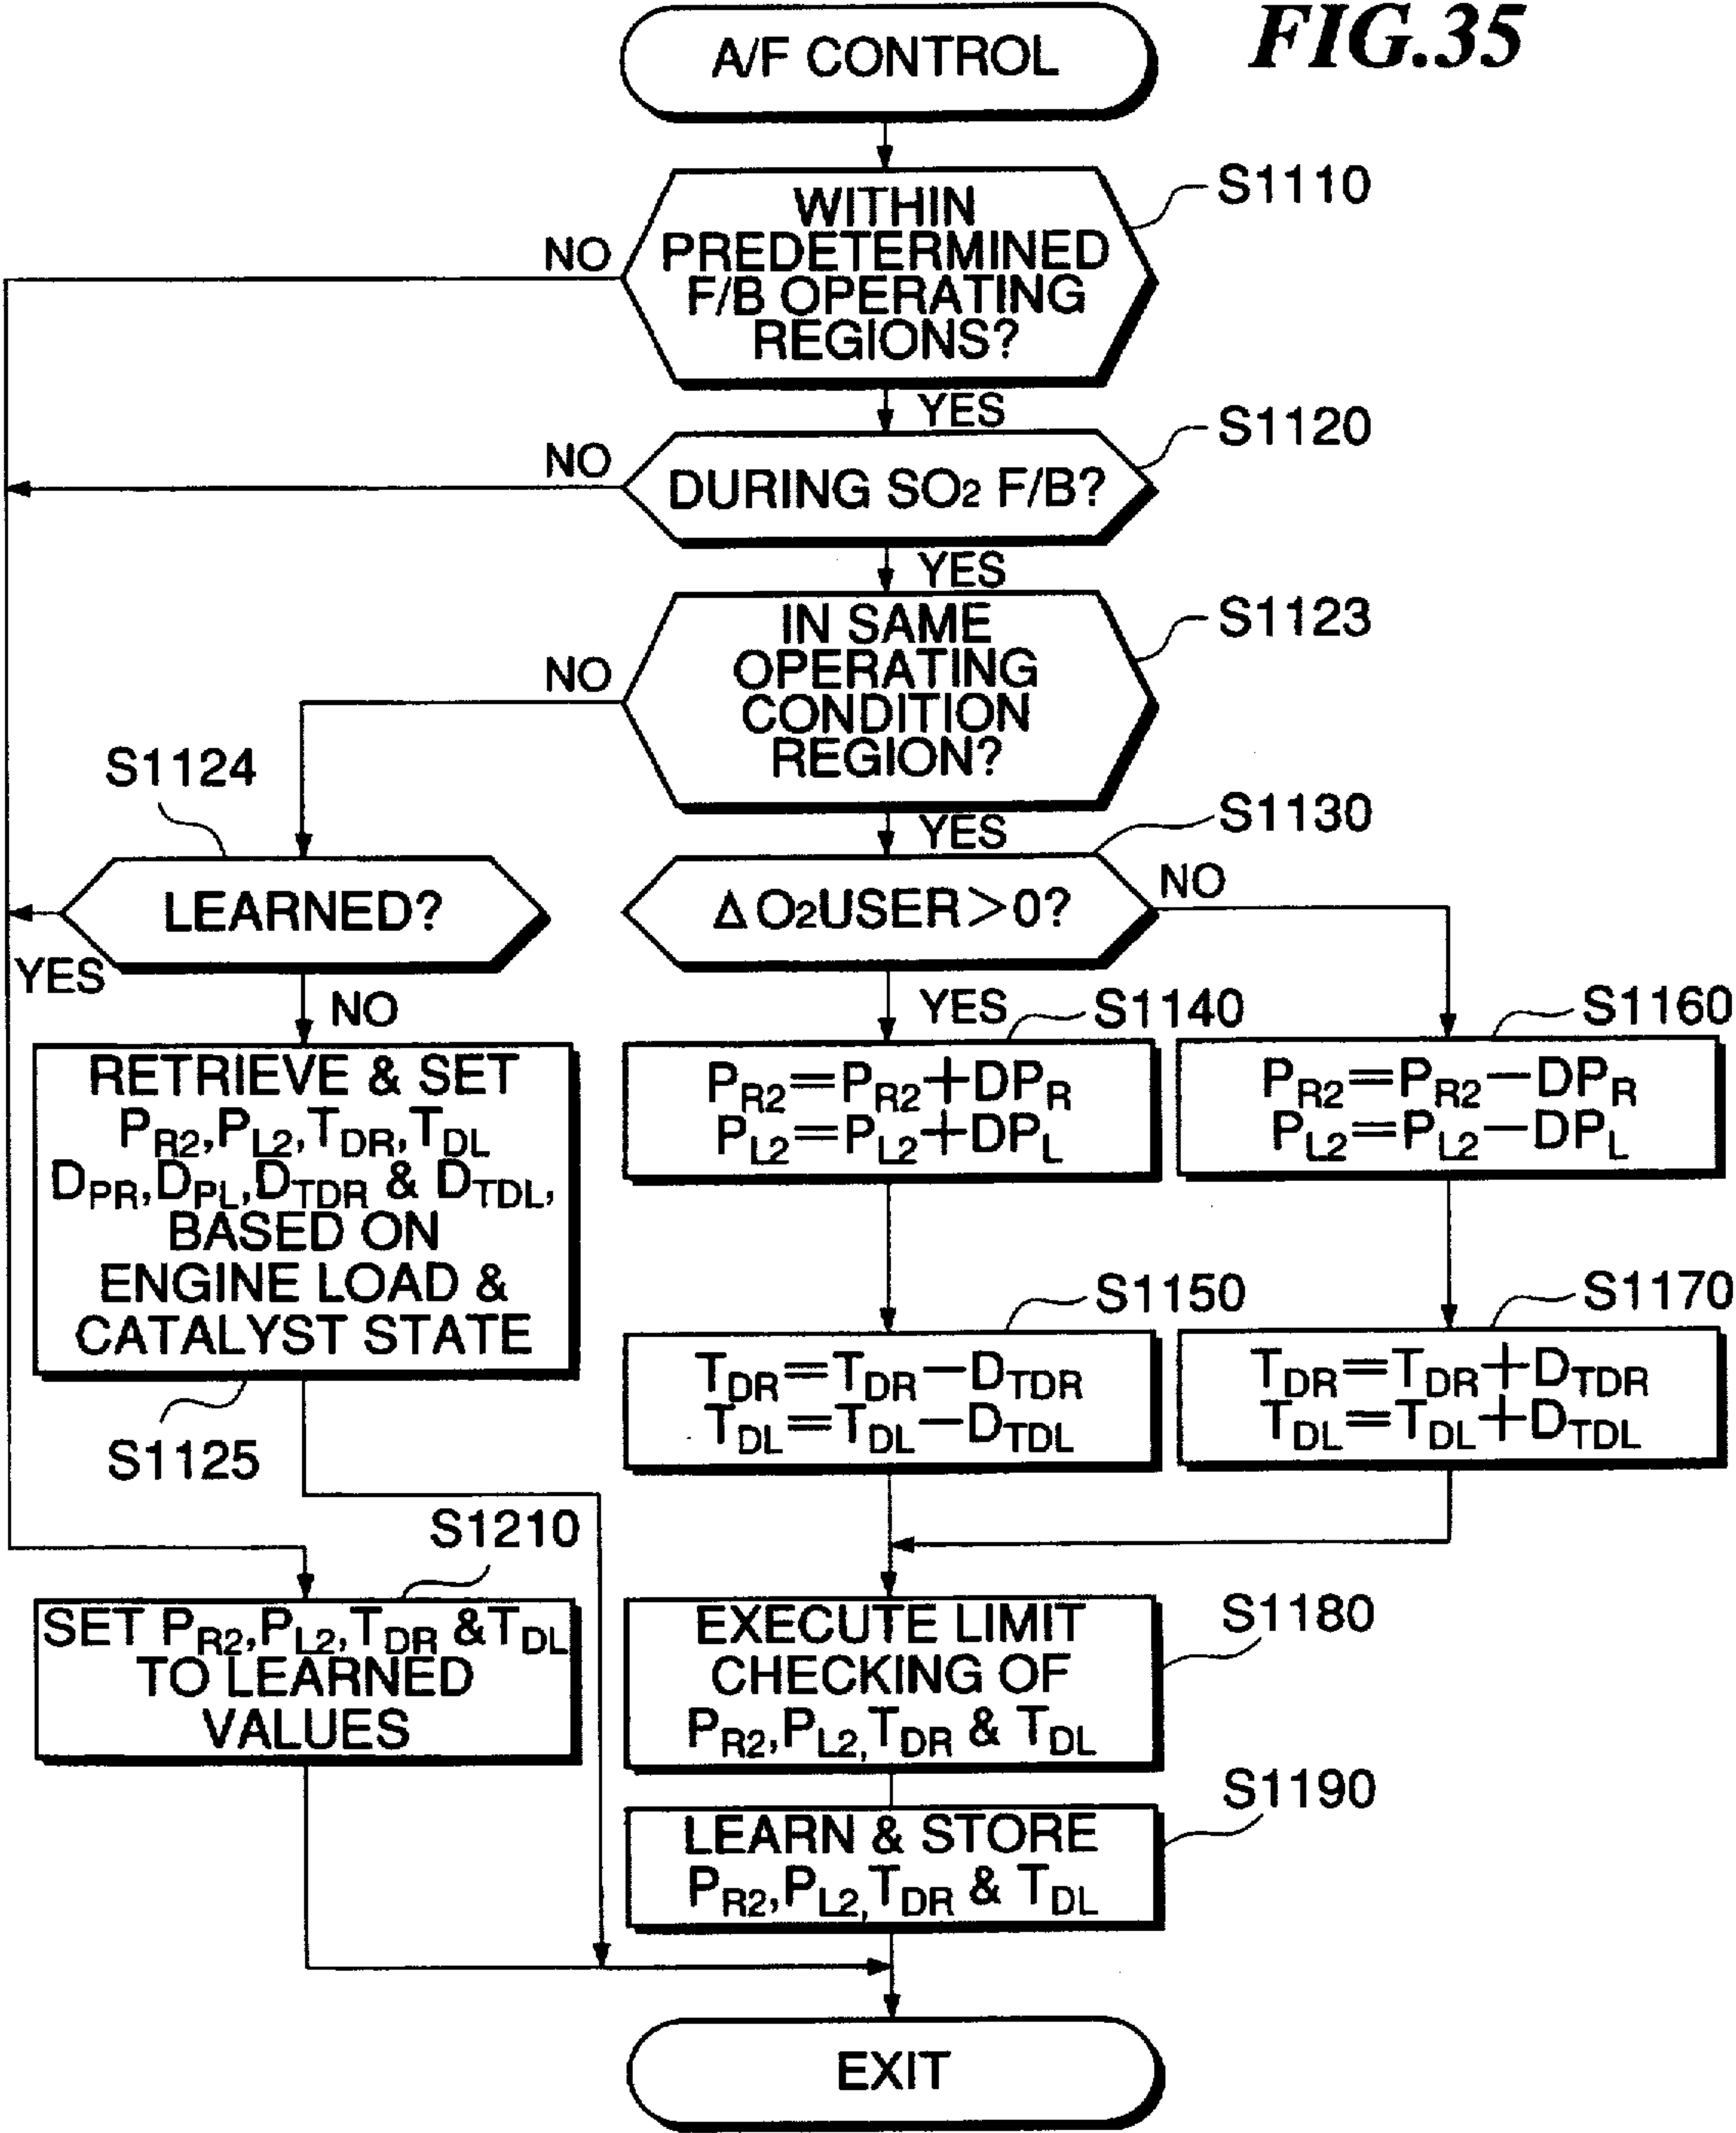 FIG.35
A/F CONTROL
S1110
WITHIN
PREDETERMINED
F/B OPERATING
REGIONS?
NO
YES
S1120
DURING SO2 F/B?
NO
YES
S1123
IN SAME
OPERATING
CONDITION
REGION?
NO
YES
S1124
LEARNED?
YES
NO
S1130
ΔO2USER>0?
NO
YES
RETRIEVE & SET
PR2,PL2,TDR,TDL
DPR,DPL,DTDR & DTDL,
BASED ON
ENGINE LOAD &
CATALYST STATE
S1125
S1140
PR2=PR2+DPR
PL2=PL2+DPL
S1160
PR2=PR2−DPR
PL2=PL2−DPL
S1150
TDR=TDR−DTDR
TDL=TDL−DTDL
S1170
TDR=TDR+DTDR
TDL=TDL+DTDL
S1210
SET PR2,PL2,TDR &TDL
TO LEARNED
VALUES
S1180
EXECUTE LIMIT
CHECKING OF
PR2,PL2,TDR & TDL
S1190
LEARN & STORE
PR2,PL2,TDR & TDL
EXIT